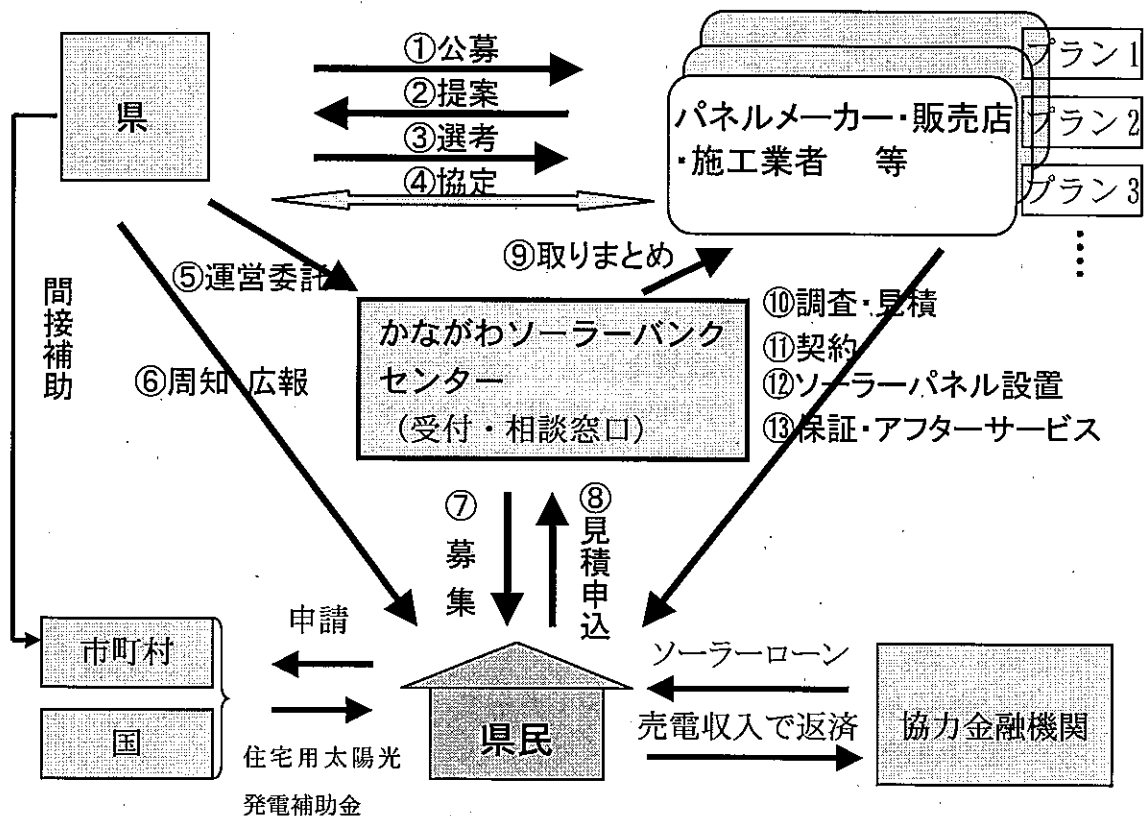 県
①公募
②提案
③選考
④協定
パネルメーカー・販売店
・施工業者　等
プラン1
プラン2
プラン3
⑤運営委託
⑨取りまとめ
間接補助
⑥周知・広報
かながわソーラーバンク
センター
（受付・相談窓口）
⑩調査・見積
⑪契約
⑫ソーラーパネル設置
⑬保証・アフターサービス
⑦募集
⑧見積申込
市町村
国
申請
住宅用太陽光
発電補助金
県民
ソーラーローン
売電収入で返済
協力金融機関